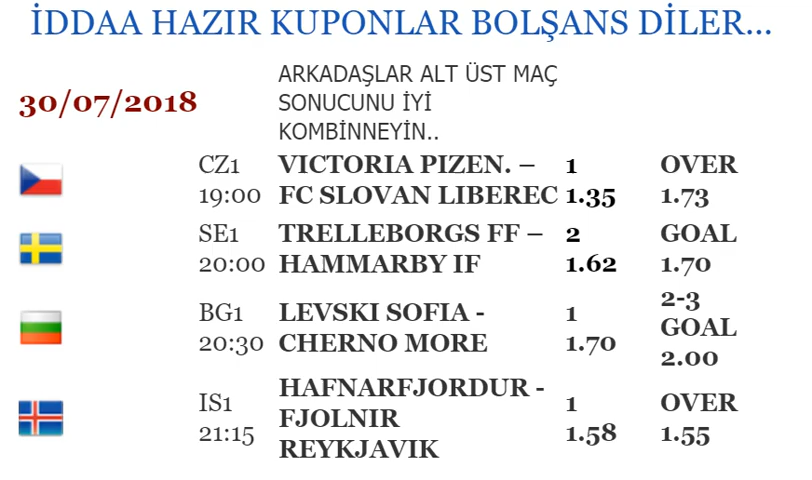 İDDAA HAZIR KUPONLAR BOLŞANS DİLER...
30/07/2018
ARKADAŞLAR ALT ÜST MAÇ
SONUCUNU İYİ
KOMBİNNEYİN..
CZ1 VICTORIA PIZEN. – 1 OVER
19:00 FC SLOVAN LIBEREC 1.35 1.73
SE1 TRELLEBORGS FF – 2 GOAL
20:00 HAMMARBY IF 1.62 1.70
BG1 LEVSKI SOFIA - 1 2-3
20:30 CHERNO MORE 1.70 GOAL
2.00
IS1 HAFNARFJORDUR - 1 OVER
21:15 FJOLNIR 1.58 1.55
REYKJAVIK